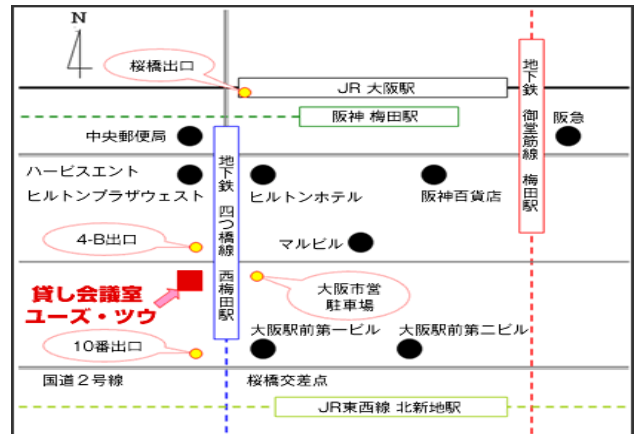 N
桜橋出口
JR 大阪駅
阪神 梅田駅
地下鉄 御堂筋線 梅田駅
阪急
中央郵便局
ハービスエント
ヒルトンプラザウェスト
地下鉄 四つ橋線 西梅田駅
ヒルトンホテル
阪神百貨店
4-B出口
マルビル
貸し会議室
ユーズ・ツウ
大阪市営
駐車場
10番出口
大阪駅前第一ビル
大阪駅前第二ビル
国道2号線
桜橋交差点
JR東西線 北新地駅